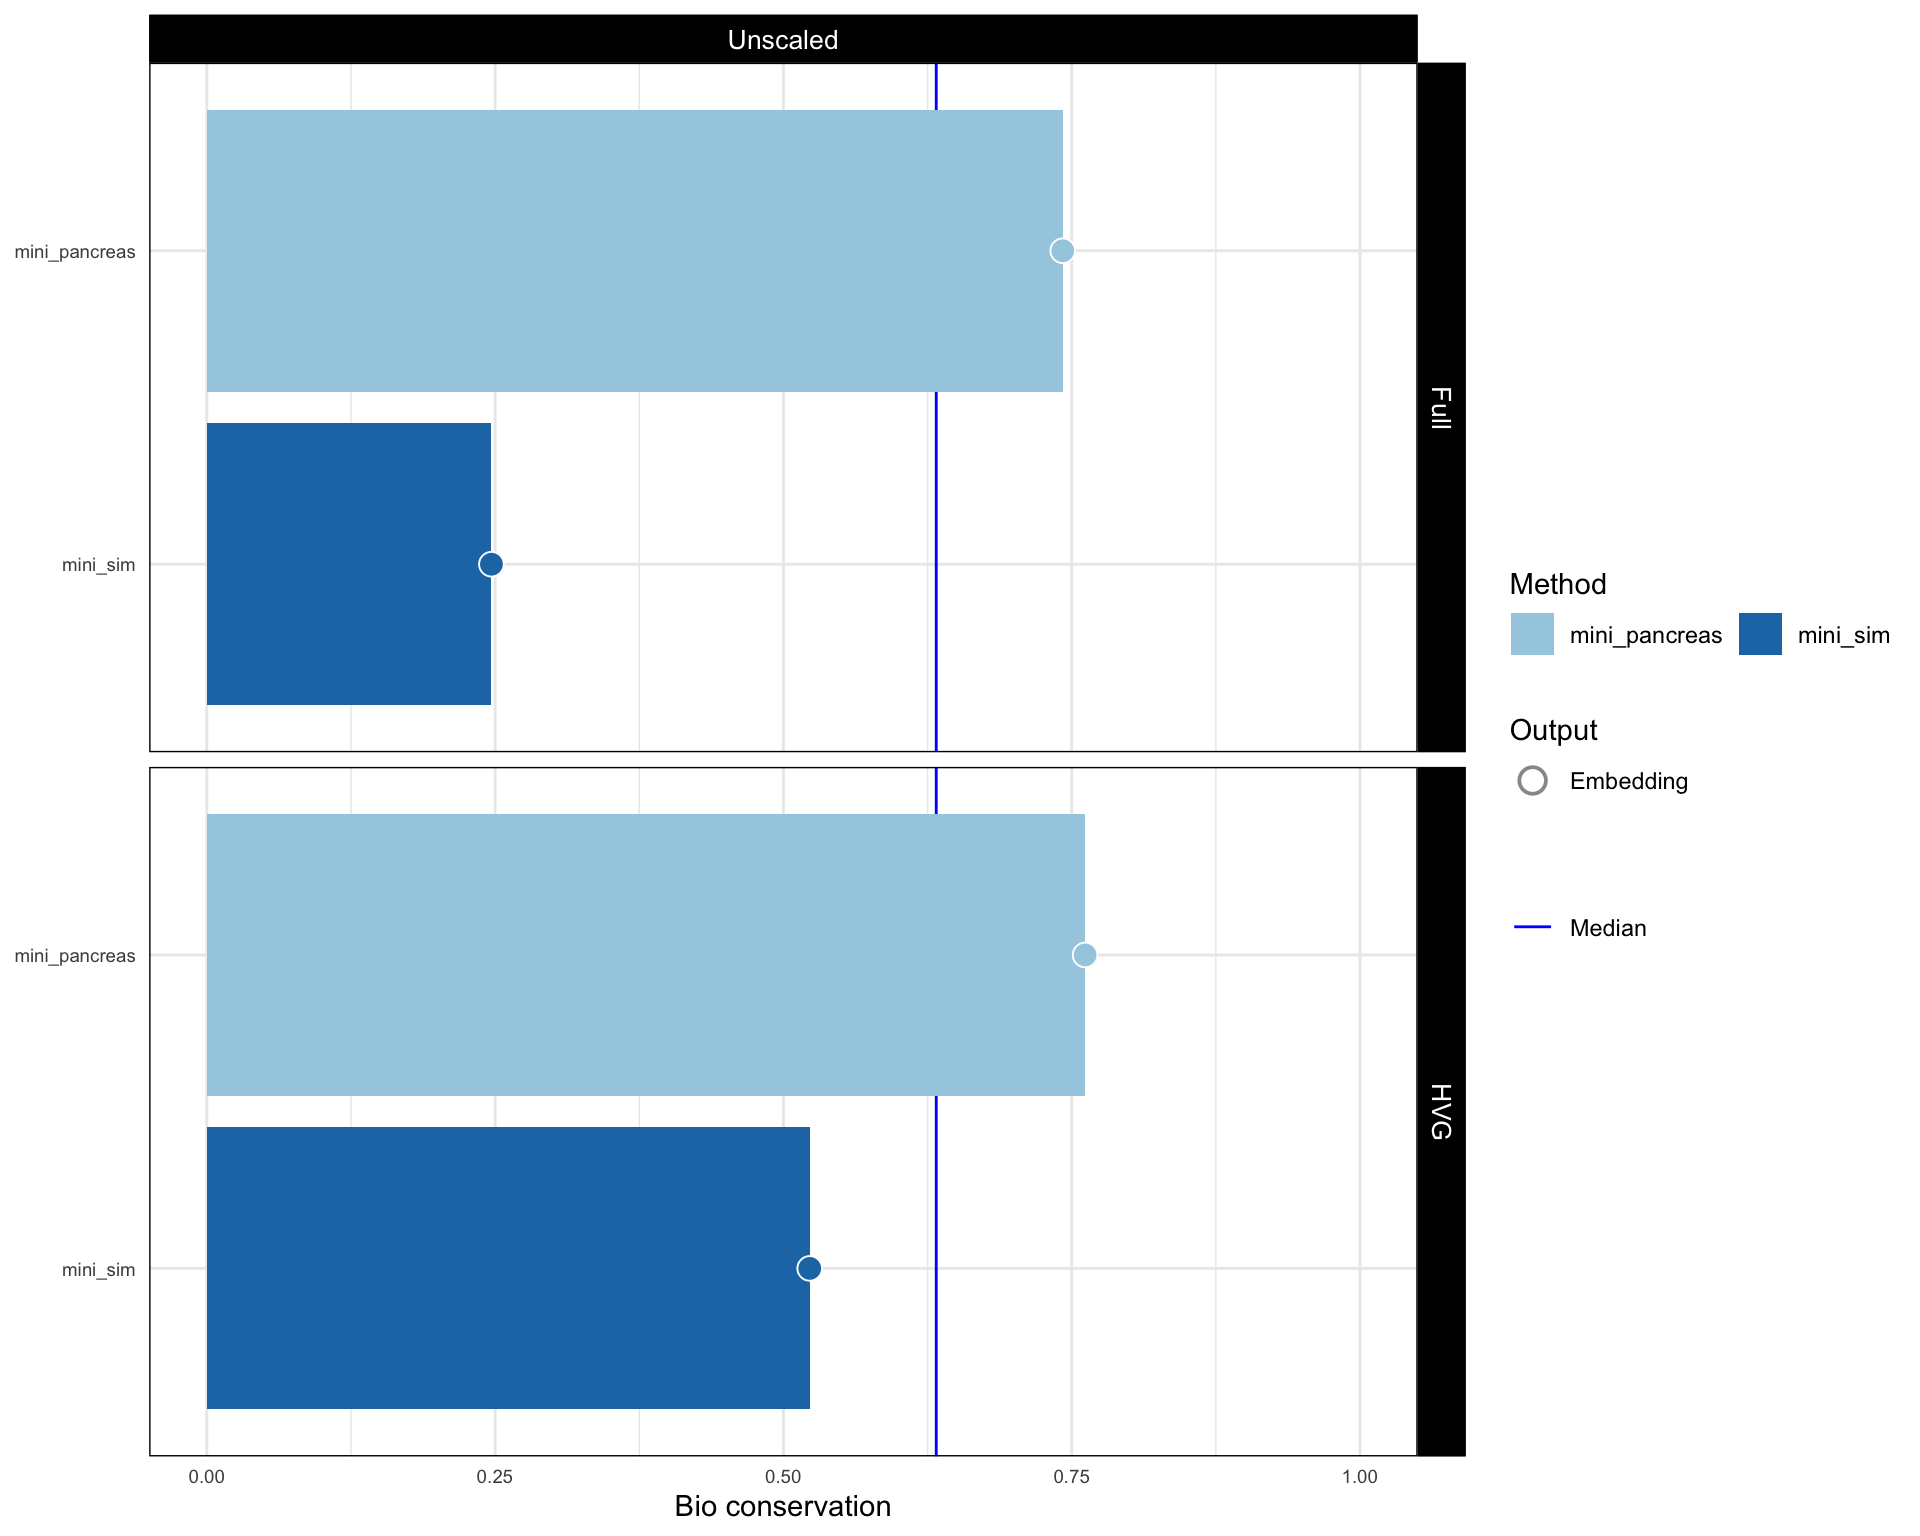 Unscaled
mini_pancreas
mini_sim
Full
mini_pancreas
mini_sim
HVG
0.00 0.25 0.50 0.75 1.00
Bio conservation
Method
mini_pancreas mini_sim
Output
Embedding
Median